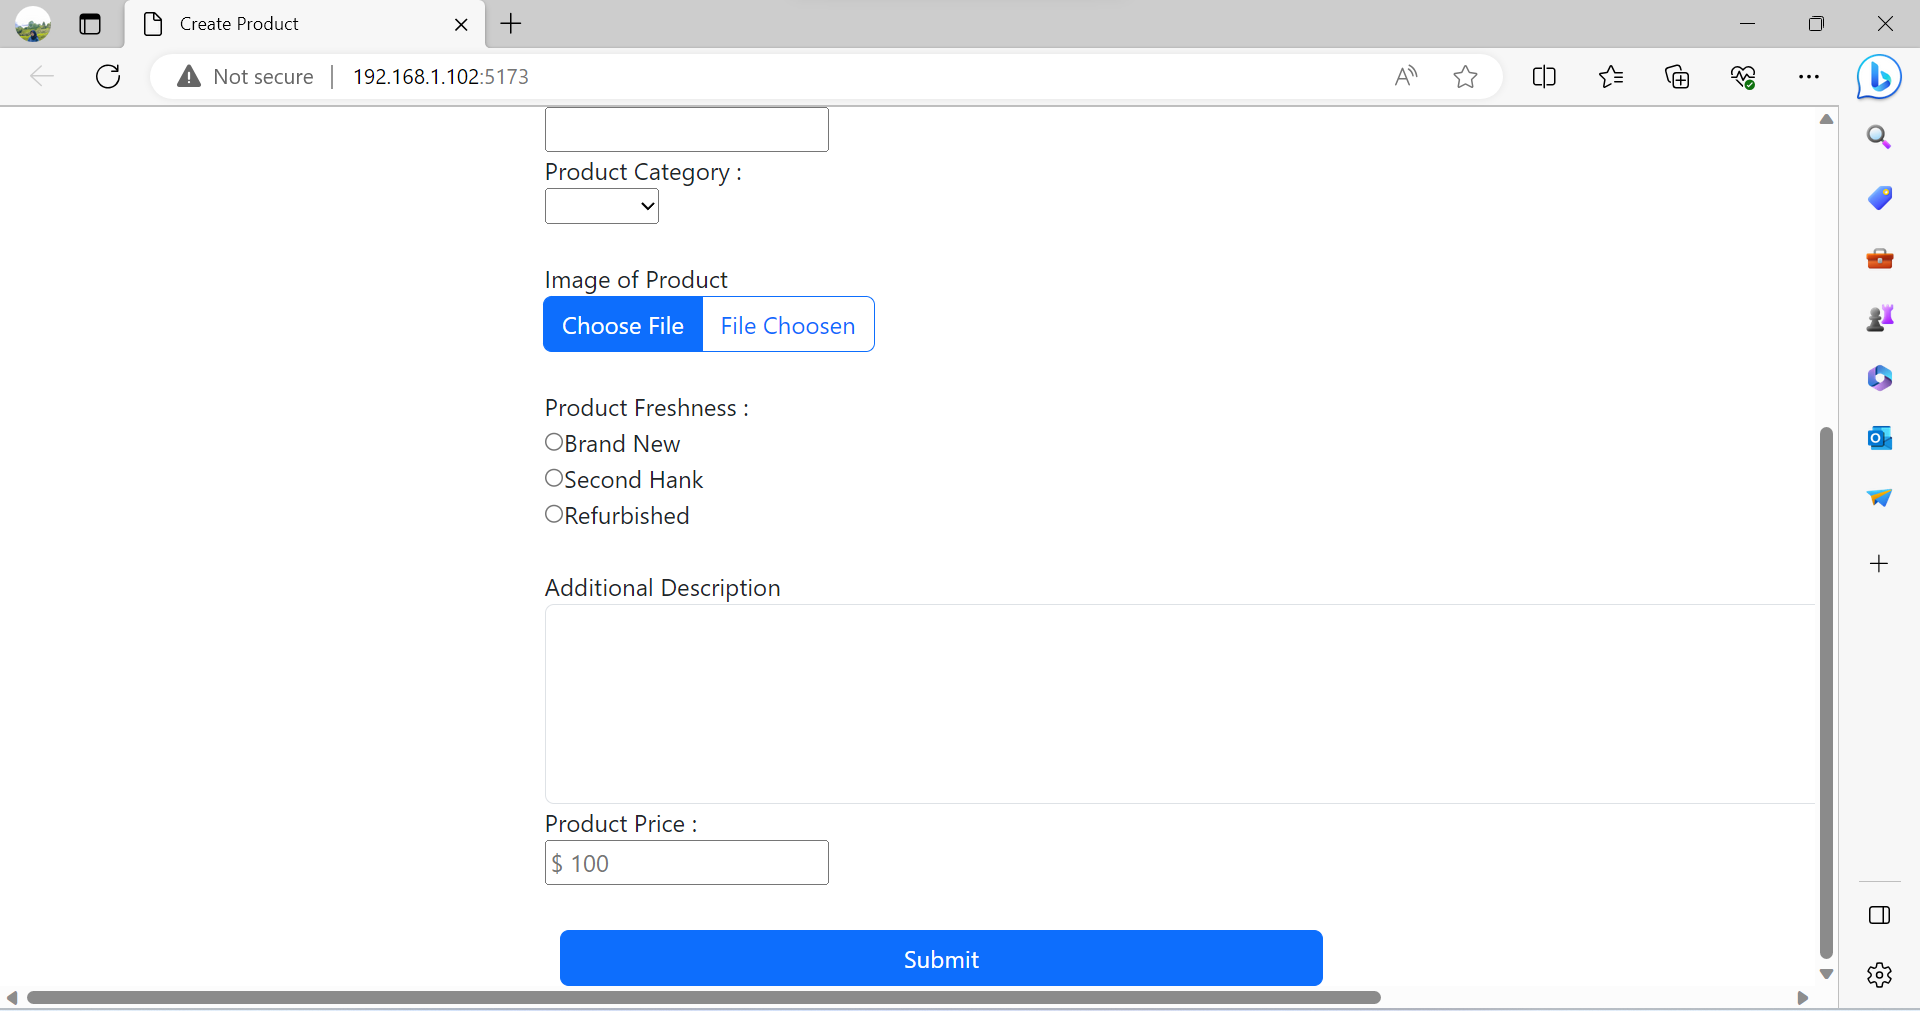 Create Product
Not secure
192.168.1.102:5173
Product Category :
Image of Product
Choose File File Choosen
Product Freshness :
Brand New
Second Hank
Refurbished
Additional Description
Product Price :
$ 100
Submit